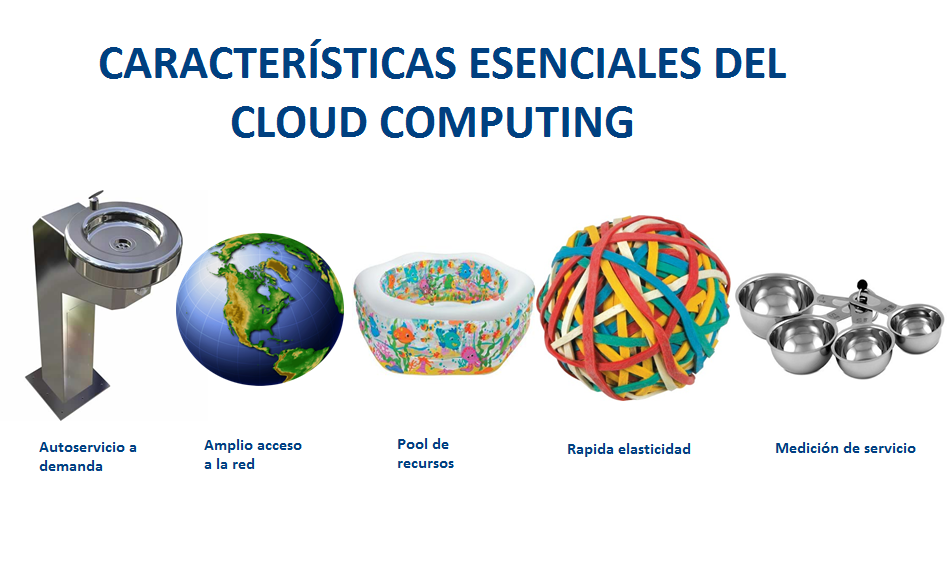 CARACTERÍSTICAS ESENCIALES DEL
CLOUD COMPUTING
Autoservicio a
demanda
Amplio acceso
a la red
Pool de
recursos
Rapida elasticidad
Medición de servicio